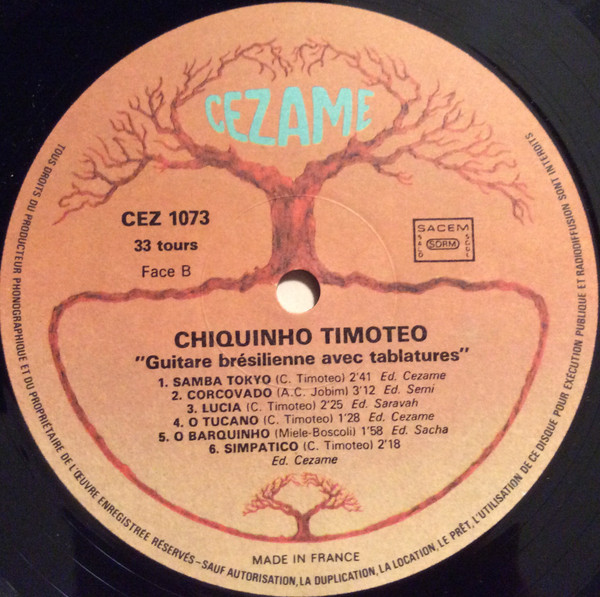 CEZAME
CEZ 1073
33 tours
Face B
SACEM
SACD
SDRM
SGDL
CHIQUINHO TIMOTEO
"Guitare brésilienne avec tablatures"
1. SAMBA TOKYO (C. Timoteo) 2'41 Ed. Cezame
2. CORCOVADO (A.C. Jobim) 3'12 Ed. Semi
3. LUCIA (C. Timoteo) 2'25 Ed. Saravah
4. O TUCANO (C. Timoteo) 1'28 Ed. Cezame
5. O BARQUINHO (Miele-Boscoli) 1'58 Ed. Sacha
6. SIMPATICO (C. Timoteo) 2'18
Ed. Cezame
MADE IN FRANCE
TOUS DROITS DU PRODUCTEUR PHONOGRAPHIQUE ET DU PROPRIÉTAIRE DE L'ŒUVRE ENREGISTRÉE RÉSERVÉS–SAUF AUTORISATION, LA DUPLICATION, LA LOCATION, LE PRÊT, L'UTILISATION DE CE DISQUE POUR EXÉCUTION PUBLIQUE ET RADIODIFFUSION SONT INTERDITS